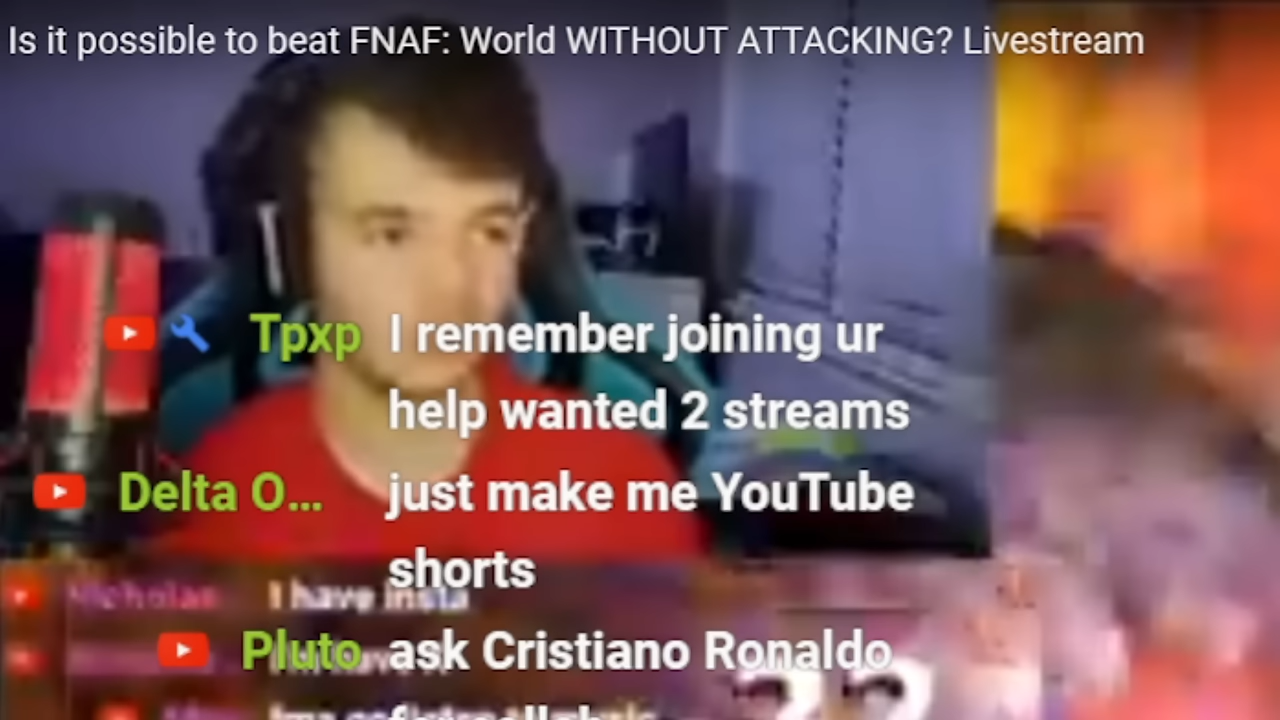 Is it possible to beat FNAF: World WITHOUT ATTACKING? Livestream
Tpxp I remember joining ur
help wanted 2 streams
Delta O... just make me YouTube
shorts
Nicholas I have insta
Pluto ask Cristiano Ronaldo
??